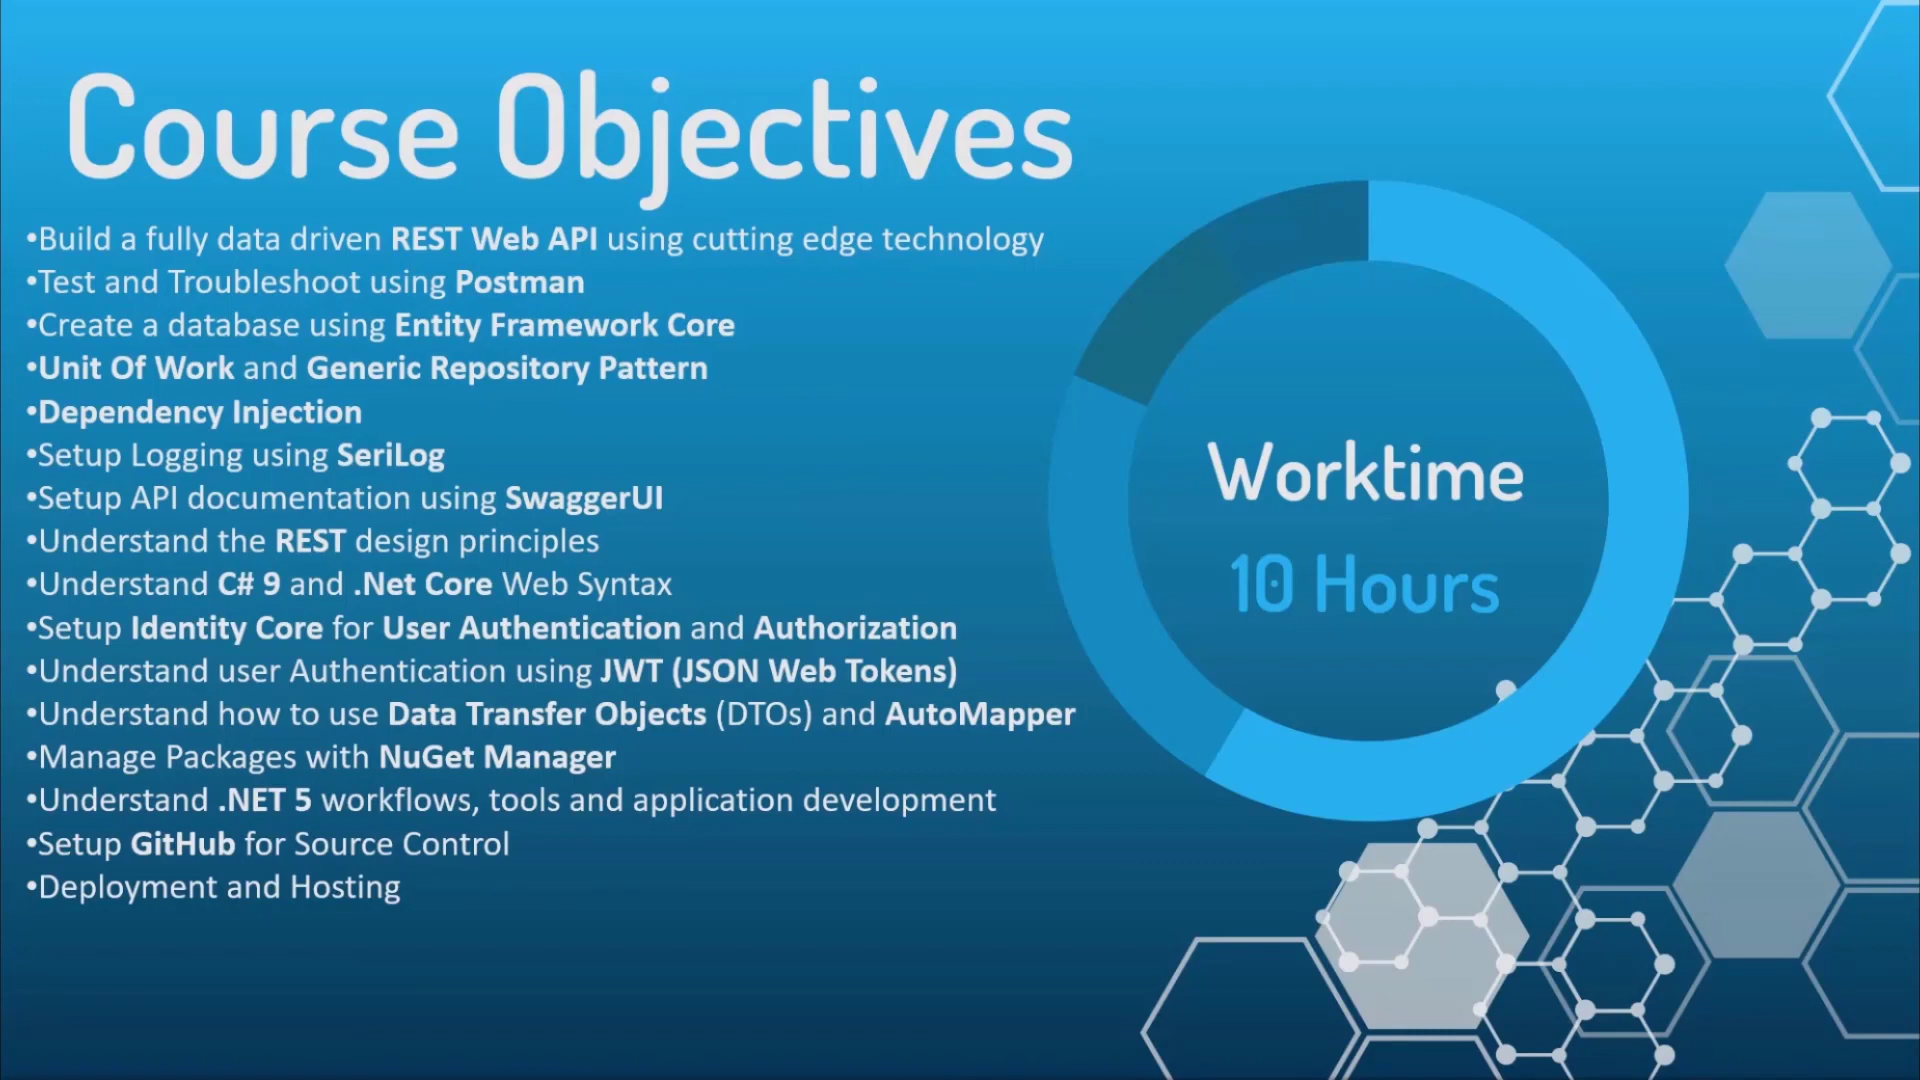 Course Objectives
•Build a fully data driven REST Web API using cutting edge technology
•Test and Troubleshoot using Postman
•Create a database using Entity Framework Core
•Unit Of Work and Generic Repository Pattern
•Dependency Injection
•Setup Logging using SeriLog
•Setup API documentation using SwaggerUI
•Understand the REST design principles
•Understand C# 9 and .Net Core Web Syntax
•Setup Identity Core for User Authentication and Authorization
•Understand user Authentication using JWT (JSON Web Tokens)
•Understand how to use Data Transfer Objects (DTOs) and AutoMapper
•Manage Packages with NuGet Manager
•Understand .NET 5 workflows, tools and application development
•Setup GitHub for Source Control
•Deployment and Hosting
Worktime
10 Hours